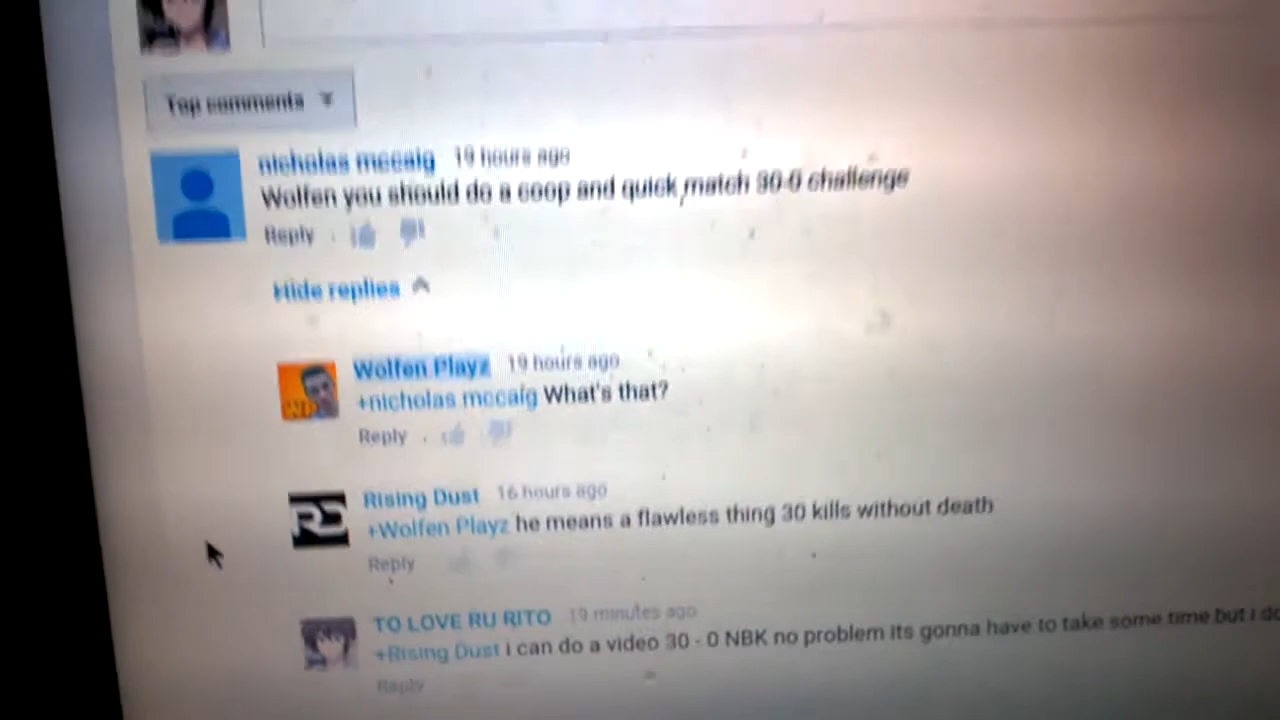 Top comments
nicholas mccaig 19 hours ago
Wolfen you should do a coop and quick match 30-0 challenge
Reply
Hide replies
Wolfen Playz 19 hours ago
+nicholas mccaig What's that?
Reply
Rising Dust 16 hours ago
+Wolfen Playz he means a flawless thing 30 kills without death
Reply
TO LOVE RU RITO 19 minutes ago
+Rising Dust i can do a video 30 - 0 NBK no problem its gonna have to take some time but i do
Reply